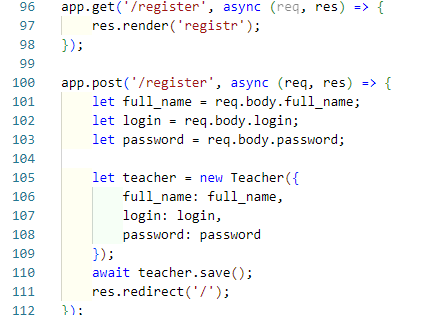 96 app.get('/register', async (req, res) => {
97     res.render('registr');
98 });
99
100 app.post('/register', async (req, res) => {
101     let full_name = req.body.full_name;
102     let login = req.body.login;
103     let password = req.body.password;
104
105     let teacher = new Teacher({
106         full_name: full_name,
107         login: login,
108         password: password
109     });
110     await teacher.save();
111     res.redirect('/');
112 });